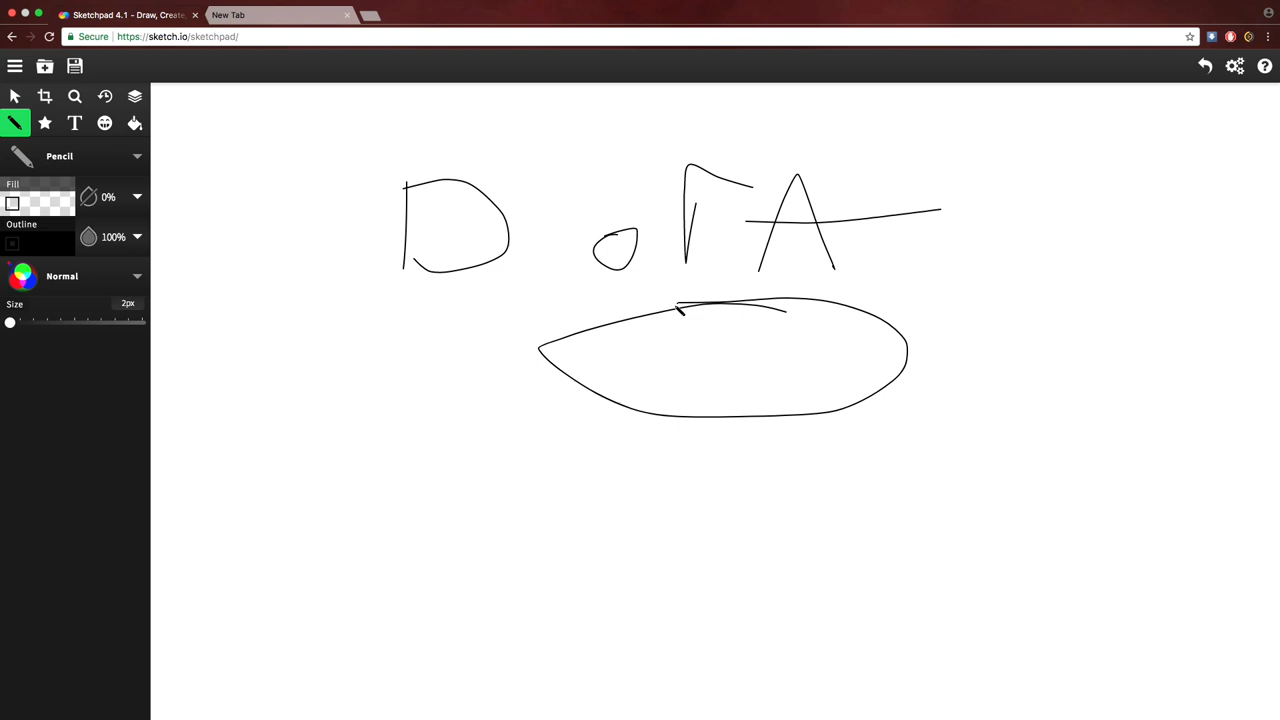 Sketchpad 4.1 - Draw, Create,
New Tab
Secure https://sketch.io/sketchpad/
Pencil
Fill
0%
Outline
100%
Normal
Size 2px
D.FA